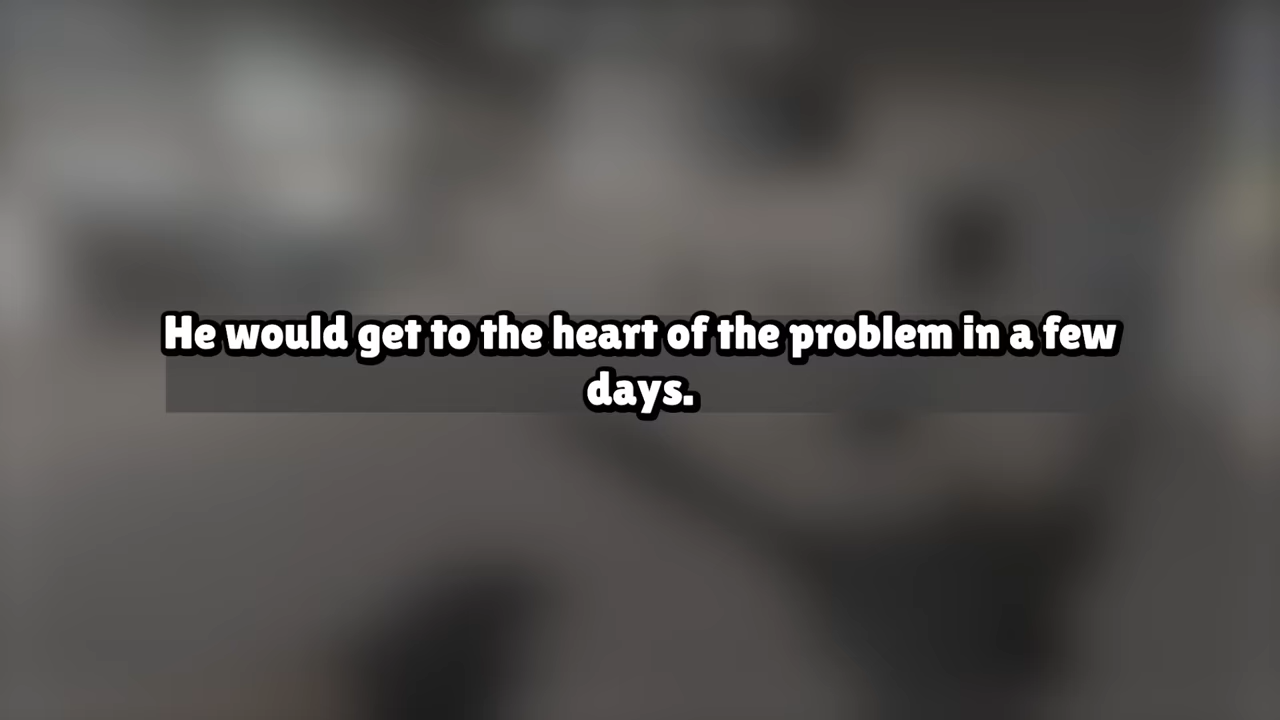 He would get to the heart of the problem in a few
days.